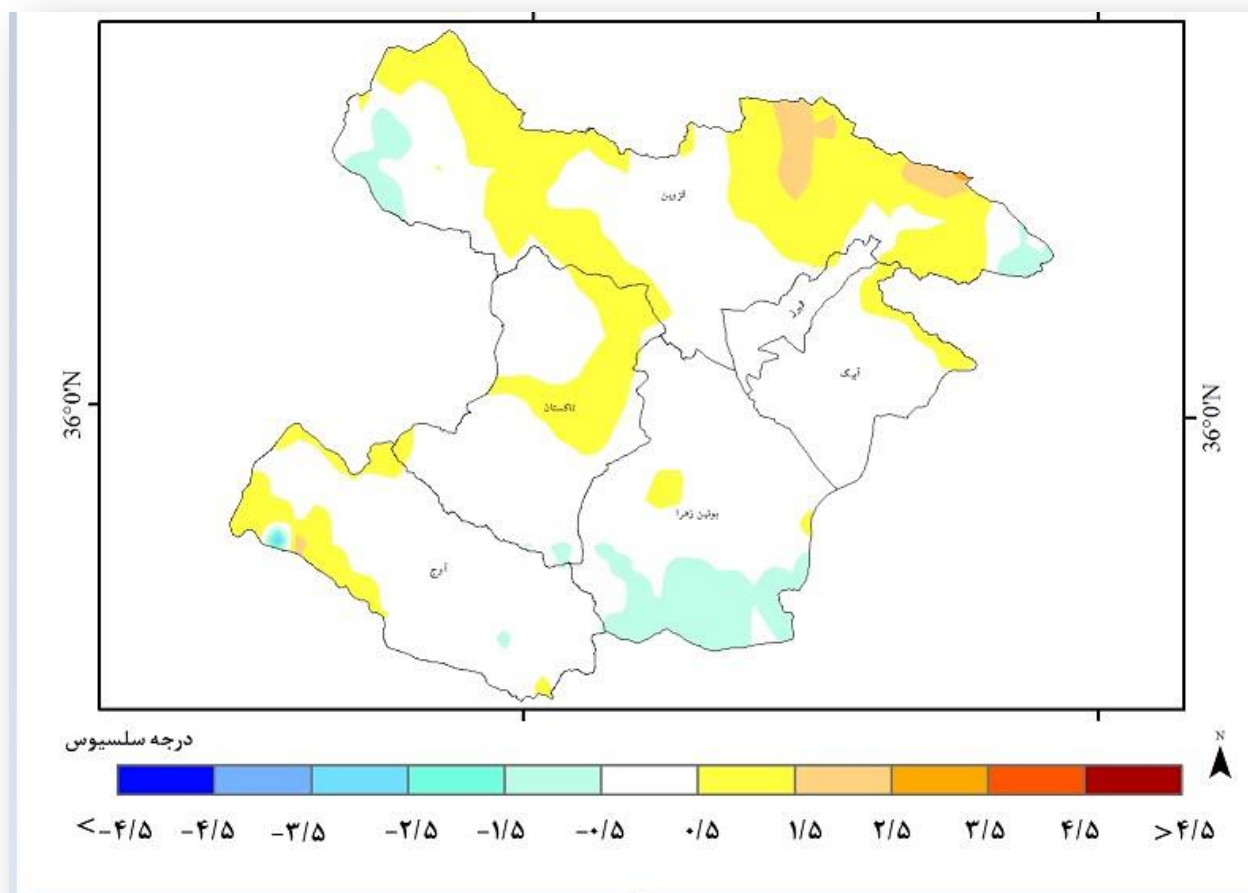 قزوین
البرز
آبیک
36°0'N
36°0'N
تاکستان
بوئین زهرا
آوج
درجه سلسیوس
N
<-۴/۵ -۴/۵ -۳/۵ -۲/۵ -۱/۵ -۰/۵ ۰/۵ ۱/۵ ۲/۵ ۳/۵ ۴/۵ >۴/۵